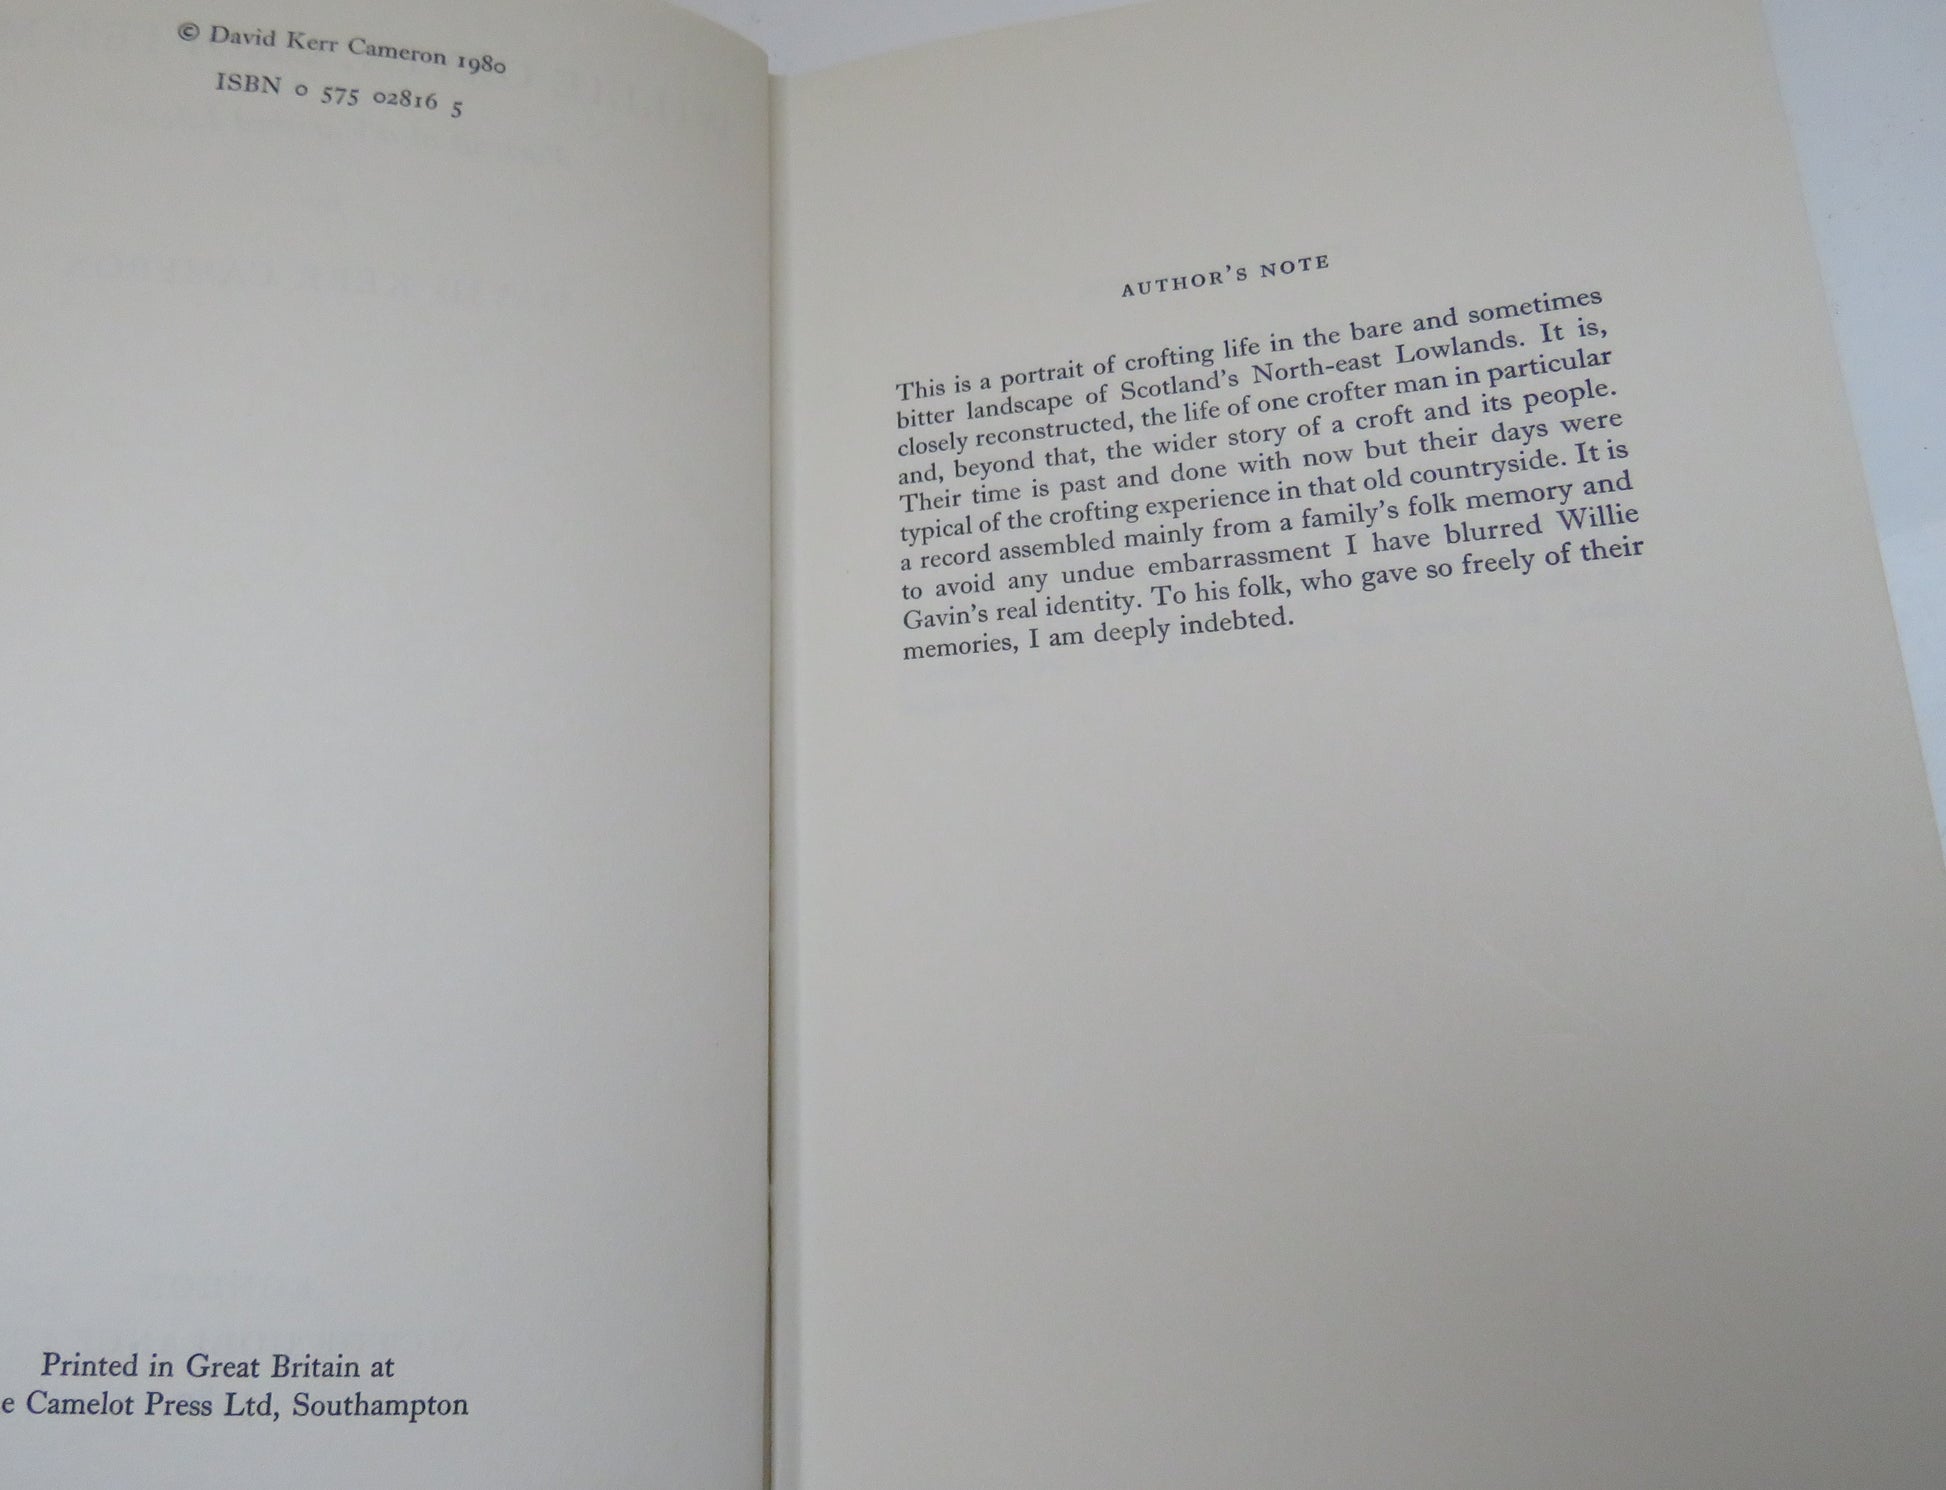 © David Kerr Cameron 1980
ISBN 0 575 02816 5
Printed in Great Britain at
e Camelot Press Ltd, Southampton
AUTHOR'S NOTE
This is a portrait of crofting life in the bare and sometimes
bitter landscape of Scotland's North-east Lowlands. It is,
closely reconstructed, the life of one crofter man in particular
and, beyond that, the wider story of a croft and its people.
Their time is past and done with now but their days were
typical of the crofting experience in that old countryside. It is
a record assembled mainly from a family's folk memory and
to avoid any undue embarrassment I have blurred Willie
Gavin's real identity. To his folk, who gave so freely of their
memories, I am deeply indebted.